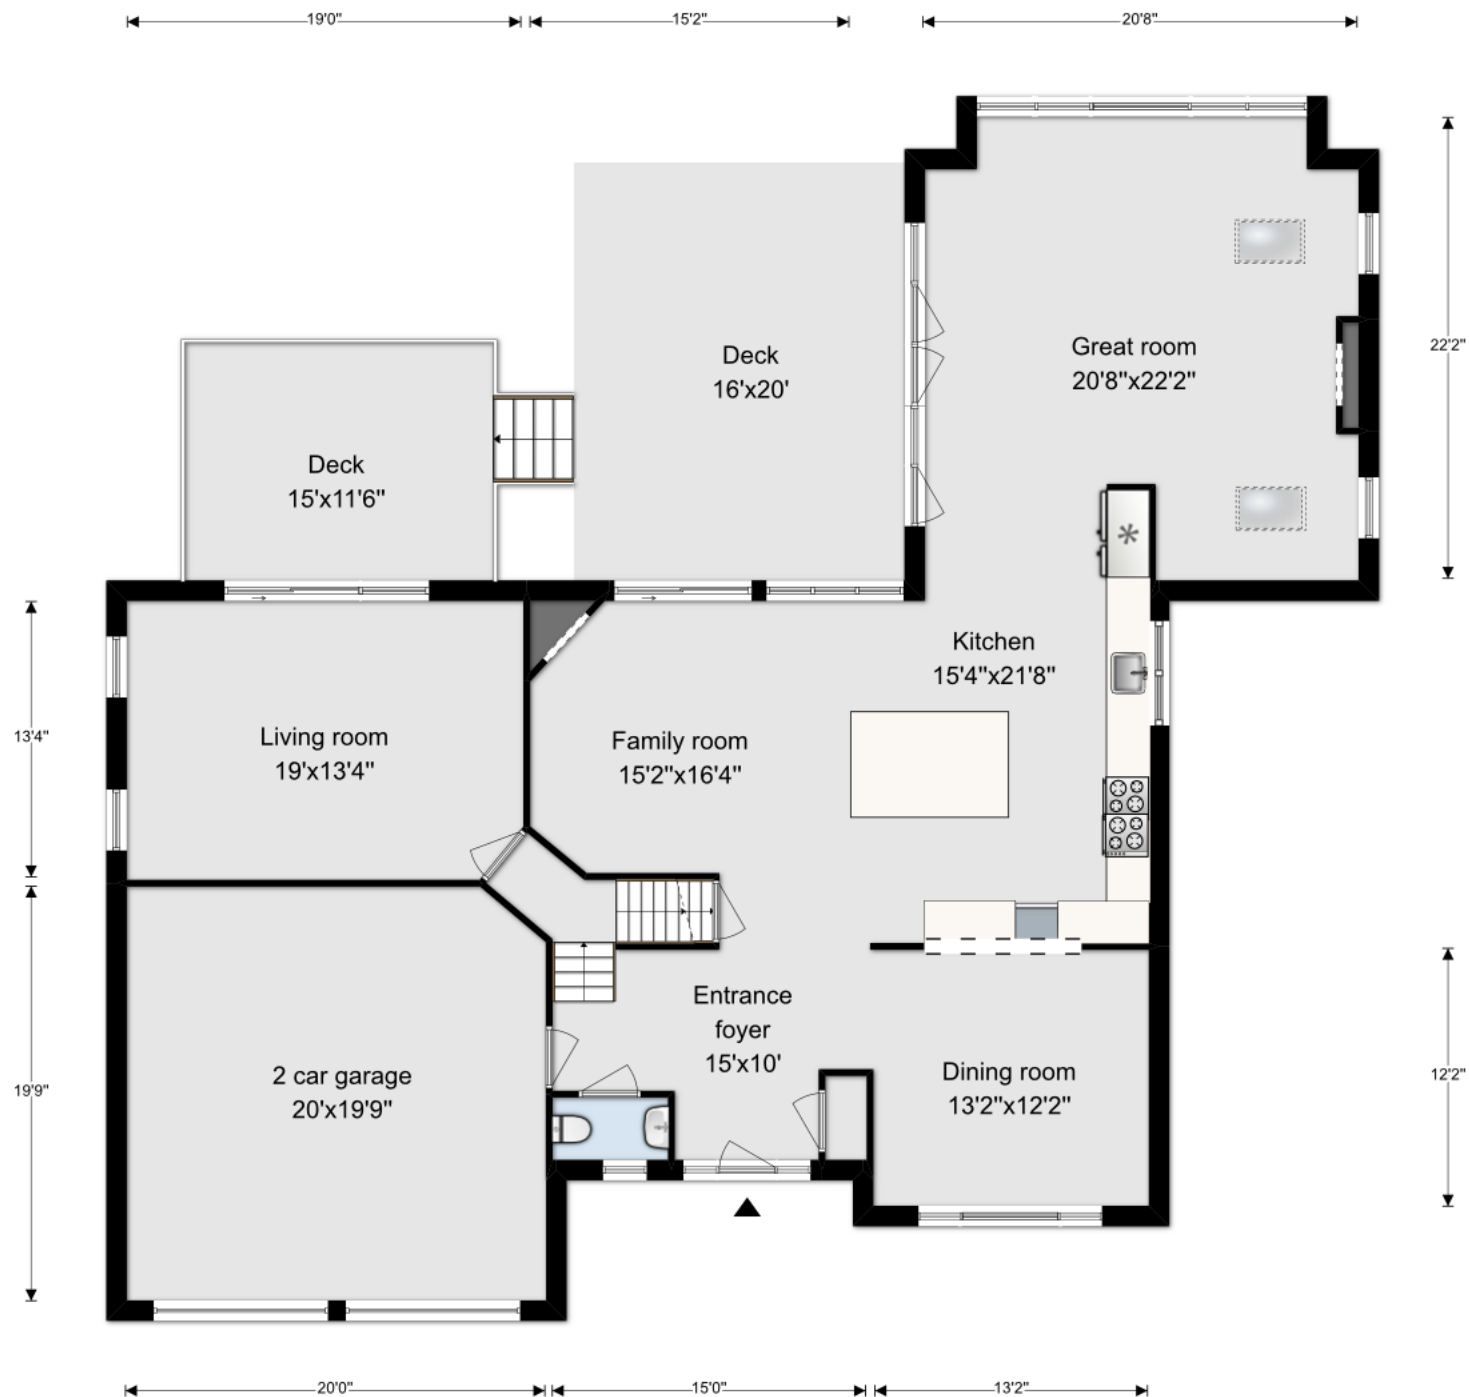 19'0"
15'2"
20'8"
Great room
20'8"x22'2"
22'2"
Deck
16'x20'
Deck
15'x11'6"
Kitchen
15'4"x21'8"
13'4"
Living room
19'x13'4"
Family room
15'2"x16'4"
Entrance
foyer
15'x10'
2 car garage
20'x19'9"
19'9"
Dining room
13'2"x12'2"
12'2"
20'0"
15'0"
13'2"